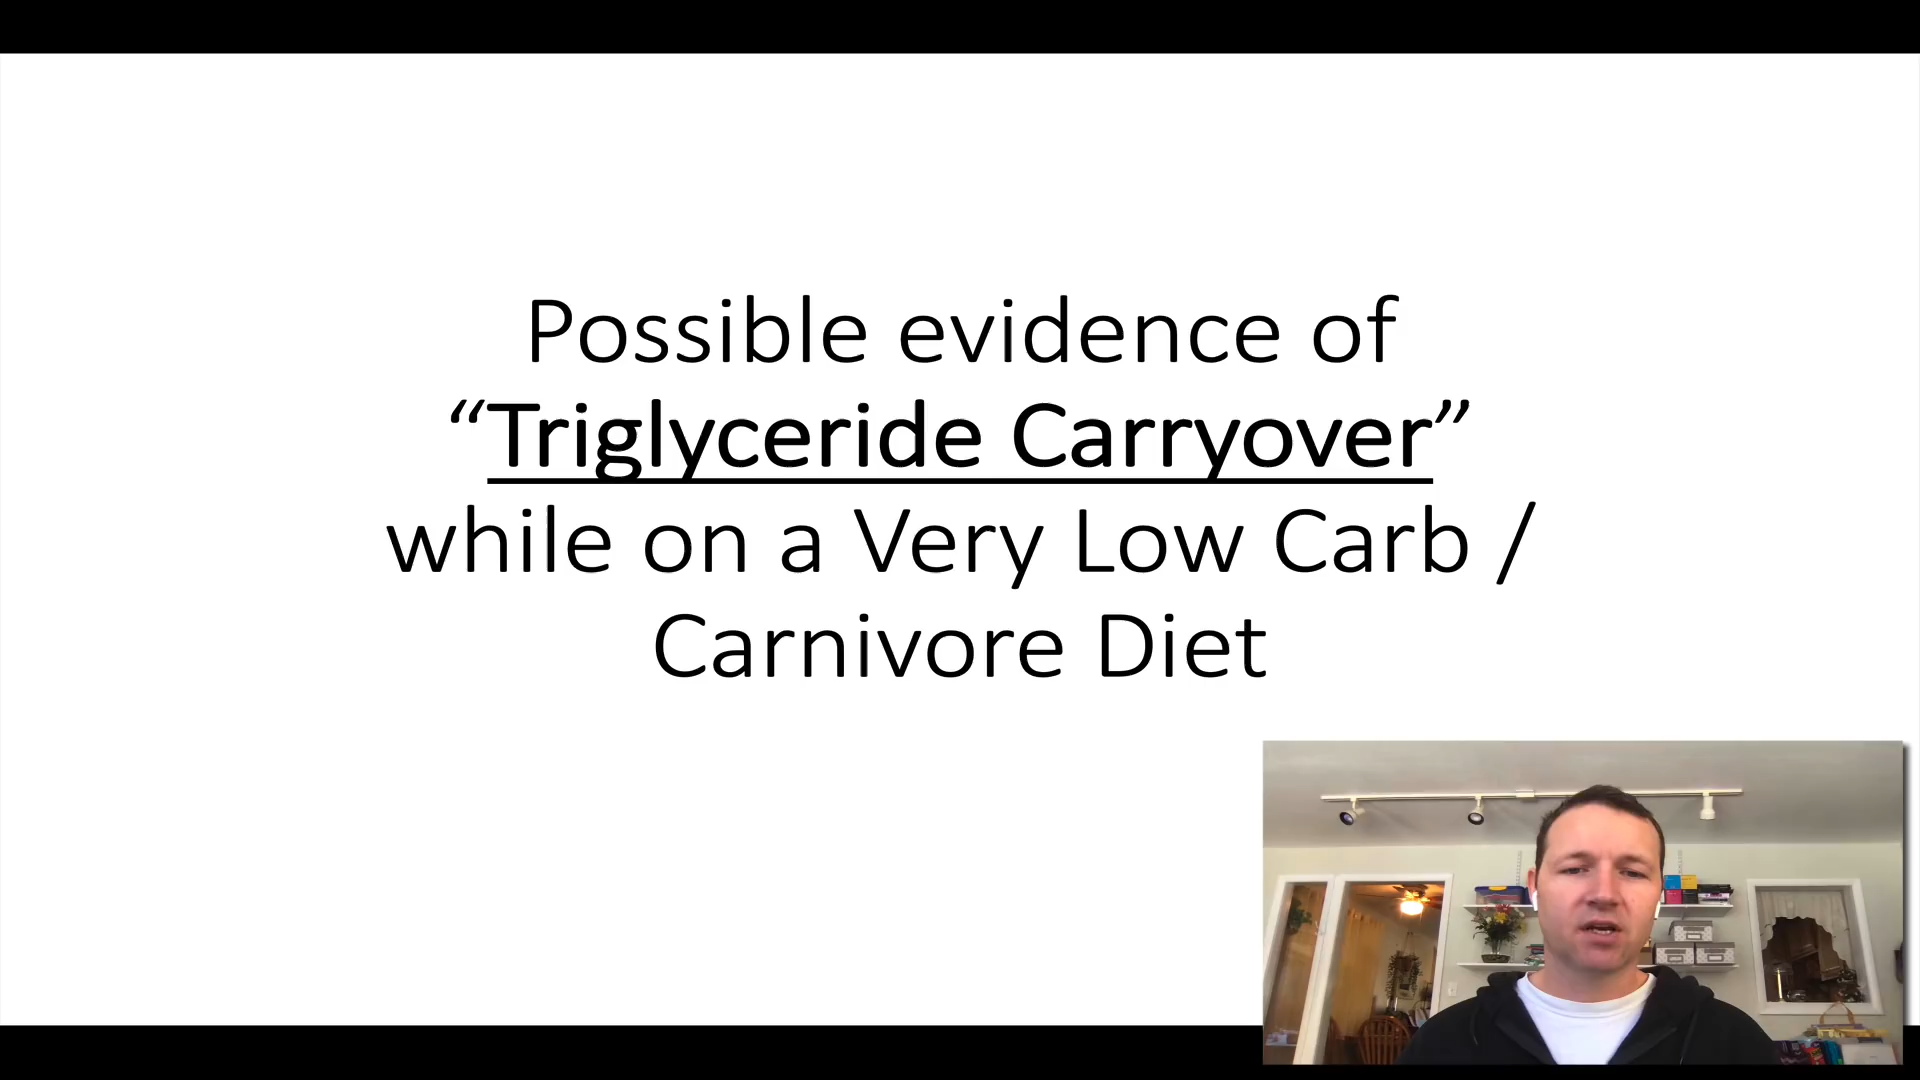 Possible evidence of
“Triglyceride Carryover”
while on a Very Low Carb /
Carnivore Diet